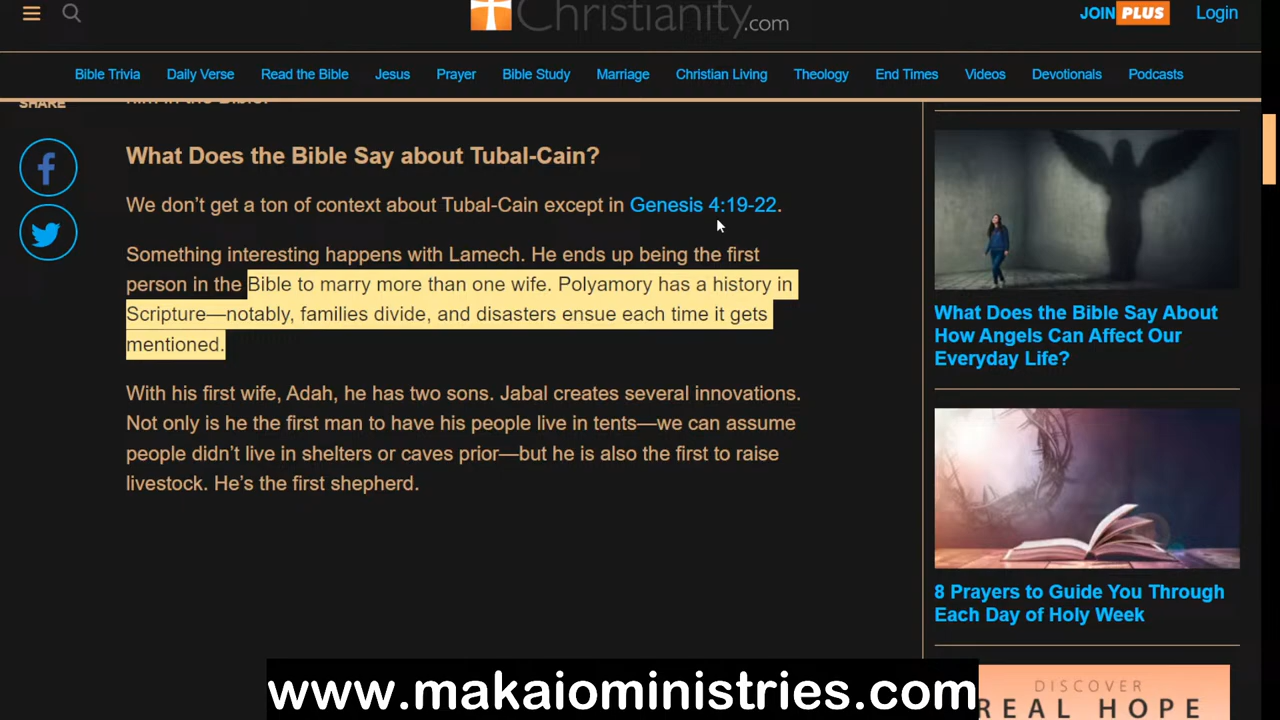 Christianity.com
JOIN PLUS
Login
Bible Trivia
Daily Verse
Read the Bible
Jesus
Prayer
Bible Study
Marriage
Christian Living
Theology
End Times
Videos
Devotionals
Podcasts
SHARE
him in the Bible.
What Does the Bible Say about Tubal-Cain?
We don’t get a ton of context about Tubal-Cain except in Genesis 4:19-22.
Something interesting happens with Lamech. He ends up being the first
person in the Bible to marry more than one wife. Polyamory has a history in
Scripture—notably, families divide, and disasters ensue each time it gets
mentioned.
With his first wife, Adah, he has two sons. Jabal creates several innovations.
Not only is he the first man to have his people live in tents—we can assume
people didn’t live in shelters or caves prior—but he is also the first to raise
livestock. He’s the first shepherd.
What Does the Bible Say About
How Angels Can Affect Our
Everyday Life?
8 Prayers to Guide You Through
Each Day of Holy Week
DISCOVER
REAL HOPE
www.makaioministries.com